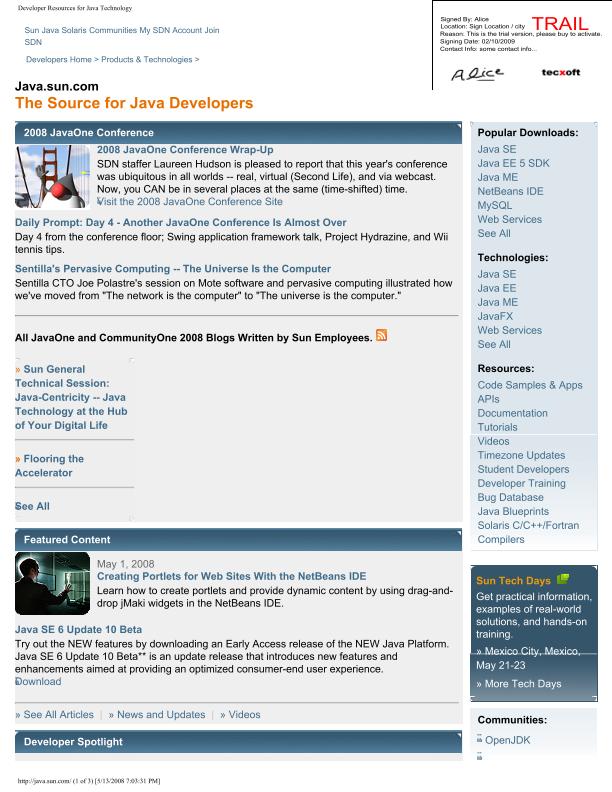 Developer Resources for Java Technology
Signed By: Alice
Location: Sign Location / city
Reason: This is the trial version, please buy to activate.
Signing Date: 02/10/2009
Contact Info: some contact info...
TRAIL
Alice
tecxoft
Sun Java Solaris Communities My SDN Account Join
SDN
Developers Home > Products & Technologies >
Java.sun.com
The Source for Java Developers
2008 JavaOne Conference
2008 JavaOne Conference Wrap-Up
SDN staffer Laureen Hudson is pleased to report that this year's conference
was ubiquitous in all worlds -- real, virtual (Second Life), and via webcast.
Now, you CAN be in several places at the same (time-shifted) time.
Visit the 2008 JavaOne Conference Site
Daily Prompt: Day 4 - Another JavaOne Conference Is Almost Over
Day 4 from the conference floor; Swing application framework talk, Project Hydrazine, and Wii
tennis tips.
Sentilla's Pervasive Computing -- The Universe Is the Computer
Sentilla CTO Joe Polastre's session on Mote software and pervasive computing illustrated how
we've moved from "The network is the computer" to "The universe is the computer."
All JavaOne and CommunityOne 2008 Blogs Written by Sun Employees.
» Sun General
Technical Session:
Java-Centricity -- Java
Technology at the Hub
of Your Digital Life
» Flooring the
Accelerator
See All
Featured Content
May 1, 2008
Creating Portlets for Web Sites With the NetBeans IDE
Learn how to create portlets and provide dynamic content by using drag-and-
drop jMaki widgets in the NetBeans IDE.
Java SE 6 Update 10 Beta
Try out the NEW features by downloading an Early Access release of the NEW Java Platform.
Java SE 6 Update 10 Beta** is an update release that introduces new features and
enhancements aimed at providing an optimized consumer-end user experience.
Download
» See All Articles | » News and Updates | » Videos
Developer Spotlight
Popular Downloads:
Java SE
Java EE 5 SDK
Java ME
NetBeans IDE
MySQL
Web Services
See All
Technologies:
Java SE
Java EE
Java ME
JavaFX
Web Services
See All
Resources:
Code Samples & Apps
APIs
Documentation
Tutorials
Videos
Timezone Updates
Student Developers
Developer Training
Bug Database
Java Blueprints
Solaris C/C++/Fortran
Compilers
Sun Tech Days
Get practical information,
examples of real-world
solutions, and hands-on
training.
» Mexico City, Mexico,
May 21-23
» More Tech Days
Communities:
OpenJDK
http://java.sun.com/ (1 of 3) [5/13/2008 7:03:31 PM]